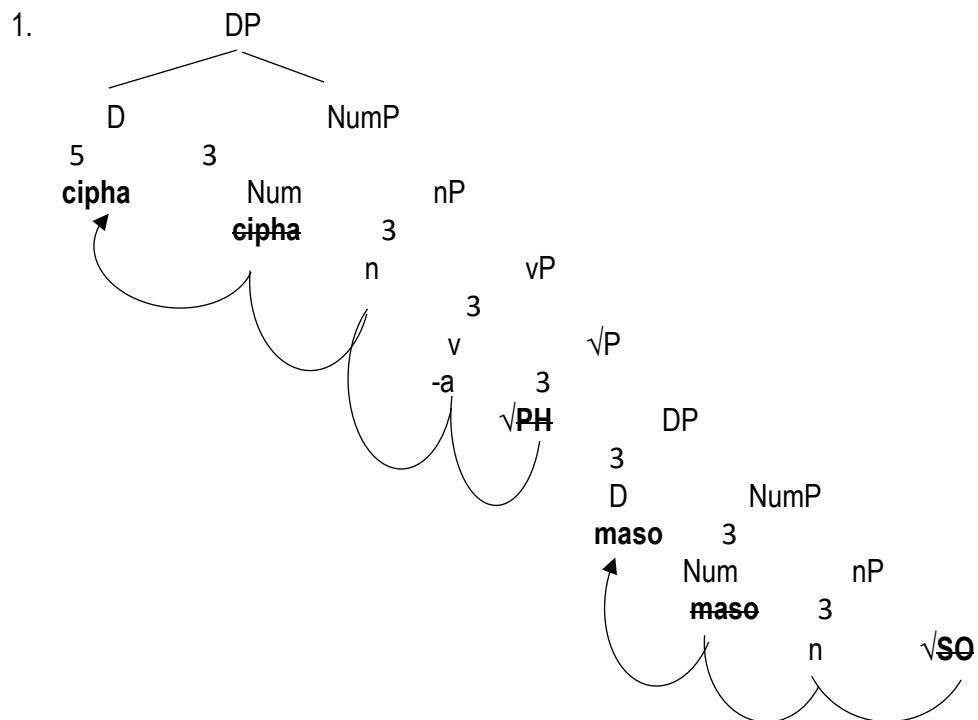 1. DP
D NumP
5 3
cipha Num nP
cipha 3
n vP
3
v √P
-a 3
√PH DP
3
D NumP
maso 3
Num nP
maso 3
n √SO